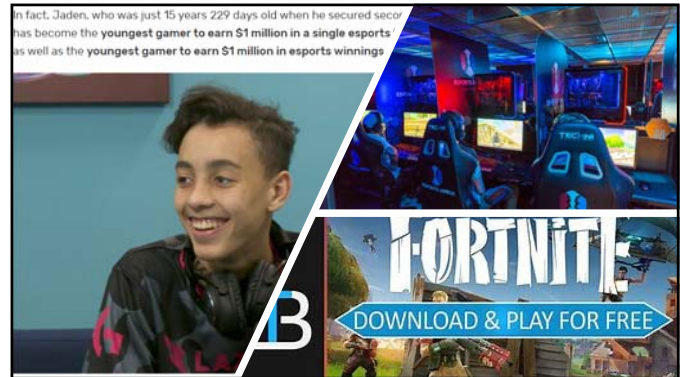 In fact, Jaden, who was just 15 years 229 days old when he secured
has become the youngest gamer to earn $1 million in a single esports
as well as the youngest gamer to earn $1 million in esports winnings
FORTNITE
DOWNLOAD & PLAY FOR FREE
B